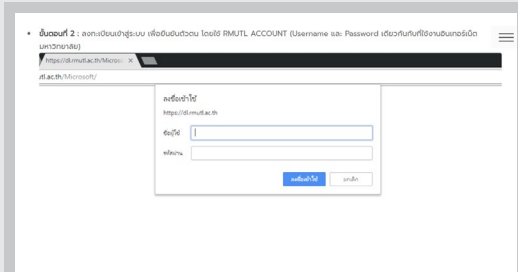 • ขั้นตอนที่ 2 : ลงทะเบียนเข้าสู่ระบบ เพื่อยืนยันตัวตน โดยใช้ RMUTL ACCOUNT (Username และ Password เดียวกันกับที่ใช้งานอินเทอร์เน็ต
มหาวิทยาลัย)
https://dl.rmutl.ac.th/Micros ×
utl.ac.th/Microsoft/
ลงชื่อเข้าใช้
https://dl.rmutl.ac.th
ชื่อผู้ใช้
รหัสผ่าน
ลงชื่อเข้าใช้ ยกเลิก